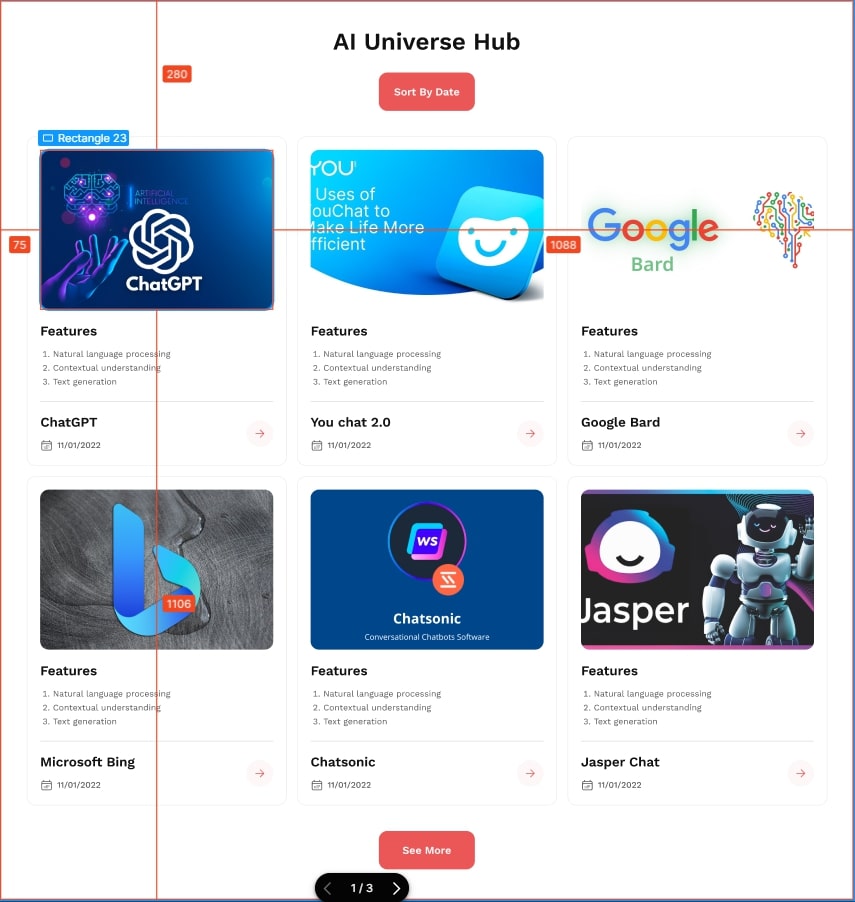 AI Universe Hub
280
Sort By Date
Rectangle 23
ARTIFICIAL
INTELLIGENCE
ChatGPT
YOU
Uses of
ouChat to
Make Life More
fficient
Google
Bard
75
1088
Features
1. Natural language processing
2. Contextual understanding
3. Text generation
ChatGPT
11/01/2022
Features
1. Natural language processing
2. Contextual understanding
3. Text generation
You chat 2.0
11/01/2022
Features
1. Natural language processing
2. Contextual understanding
3. Text generation
Google Bard
11/01/2022
1106
WS
Chatsonic
Conversational Chatbots Software
Jasper
Features
1. Natural language processing
2. Contextual understanding
3. Text generation
Microsoft Bing
11/01/2022
Features
1. Natural language processing
2. Contextual understanding
3. Text generation
Chatsonic
11/01/2022
Features
1. Natural language processing
2. Contextual understanding
3. Text generation
Jasper Chat
11/01/2022
See More
1 / 3